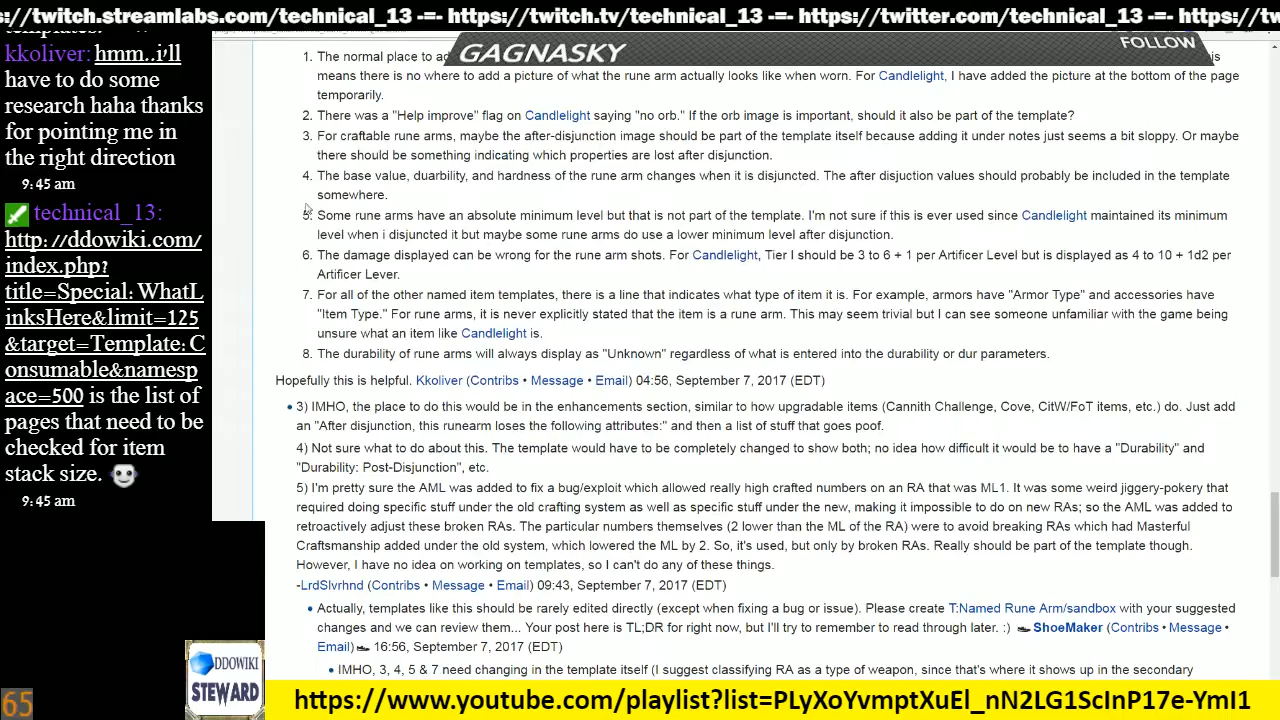 s://twitch.streamlabs.com/technical_13 -=- https://twitch.tv/technical_13 -=- https://twitter.com/technical_13 -=- https://tw
GAGNASKY
FOLLOW
templates.
kkoliver: hmm..i'll
have to do some
research haha thanks
for pointing me in
the right direction
9:45 am
technical_13:
http://ddowiki.com/
index.php?
title=Special:WhatL
inksHere&limit=125
&target=Template:C
onsumable&namesp
ace=500 is the list of
pages that need to be
checked for item
stack size.
9:45 am
1. The normal place to
means there is no where to add a picture of what the rune arm actually looks like when worn. For Candlelight, I have added the picture at the bottom of the page
temporarily.
2. There was a "Help improve" flag on Candlelight saying "no orb." If the orb image is important, should it also be part of the template?
3. For craftable rune arms, maybe the after-disjunction image should be part of the template itself because adding it under notes just seems a bit sloppy. Or maybe
there should be something indicating which properties are lost after disjunction.
4. The base value, duarbility, and hardness of the rune arm changes when it is disjuncted. The after disjuction values should probably be included in the template
somewhere.
5. Some rune arms have an absolute minimum level but that is not part of the template. I'm not sure if this is ever used since Candlelight maintained its minimum
level when i disjuncted it but maybe some rune arms do use a lower minimum level after disjunction.
6. The damage displayed can be wrong for the rune arm shots. For Candlelight, Tier I should be 3 to 6 + 1 per Artificer Level but is displayed as 4 to 10 + 1d2 per
Artificer Lever.
7. For all of the other named item templates, there is a line that indicates what type of item it is. For example, armors have "Armor Type" and accessories have
"Item Type." For rune arms, it is never explicitly stated that the item is a rune arm. This may seem trivial but I can see someone unfamiliar with the game being
unsure what an item like Candlelight is.
8. The durability of rune arms will always display as "Unknown" regardless of what is entered into the durability or dur parameters.
Hopefully this is helpful. Kkoliver (Contribs • Message • Email) 04:56, September 7, 2017 (EDT)
• 3) IMHO, the place to do this would be in the enhancements section, similar to how upgradable items (Cannith Challenge, Cove, CitW/FoT items, etc.) do. Just add
an "After disjunction, this runearm loses the following attributes:" and then a list of stuff that goes poof.
4) Not sure what to do about this. The template would have to be completely changed to show both; no idea how difficult it would be to have a "Durability" and
"Durability: Post-Disjunction", etc.
5) I'm pretty sure the AML was added to fix a bug/exploit which allowed really high crafted numbers on an RA that was ML1. It was some weird jiggery-pokery that
required doing specific stuff under the old crafting system as well as specific stuff under the new, making it impossible to do on new RAs; so the AML was added to
retroactively adjust these broken RAs. The particular numbers themselves (2 lower than the ML of the RA) were to avoid breaking RAs which had Masterful
Craftsmanship added under the old system, which lowered the ML by 2. So, it's used, but only by broken RAs. Really should be part of the template though.
However, I have no idea on working on templates, so I can't do any of these things.
-LrdSlvrhnd (Contribs • Message • Email) 09:43, September 7, 2017 (EDT)
• Actually, templates like this should be rarely edited directly (except when fixing a bug or issue). Please create T:Named Rune Arm/sandbox with your suggested
changes and we can review them... Your post here is TL;DR for right now, but I'll try to remember to read through later. :) ShoeMaker (Contribs • Message •
Email) 16:56, September 7, 2017 (EDT)
• IMHO, 3, 4, 5 & 7 need changing in the template itself (I suggest classifying RA as a type of weapon, since that's where it shows up in the secondary
DDOWIKI
STEWARD
65
https://www.youtube.com/playlist?list=PLyXoYvmptXuEl_nN2LG1ScInP17e-YmI1